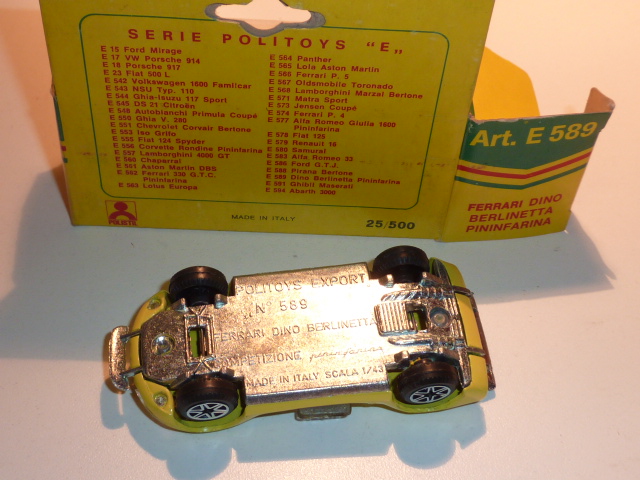 SERIE POLITOYS "E"
E 15 Ford Mirage
E 17 VW Porsche 914
E 18 Porsche 917
E 23 Fiat 500 L
E 542 Volkswagen 1600 Familcar
E 543 NSU Typ. 110
E 544 Ghia-Isuzu 117 Sport
E 545 DS 21 Citroën
E 548 Autobianchi Primula Coupé
E 550 Ghia V. 280
E 551 Chevrolet Corvair Bertone
E 553 Iso Grifo
E 555 Fiat 124 Spyder
E 556 Corvette Rondine Pininfarina
E 557 Lamborghini 4000 GT
E 560 Chaparral
E 561 Aston Martin DBS
E 562 Ferrari 330 G.T.C.
Pininfarina
E 563 Lotus Europe
E 564 Panther
E 565 Lola Aston Martin
E 566 Ferrari P. 5
E 567 Oldsmobile Toronado
E 568 Lamborghini Marzal Bertone
E 571 Matra Sport
E 573 Jensen Coupé
E 574 Ferrari P. 4
E 577 Alfa Romeo Giulia 1600
Pininfarina
E 578 Fiat 125
E 579 Renault 16
E 580 Samurai
E 583 Alfa Romeo 33
E 586 Ford G.T.J.
E 588 Pirana Bertone
E 589 Dino Berlinetta Pininfarina
E 591 Ghibli Maserati
E 594 Abarth 3000
POLISTIL
MADE IN ITALY
25/500
Art. E 589
FERRARI DINO
BERLINETTA
PININFARINA
POLITOYS EXPORT
N° 589
FERRARI DINO BERLINETTA
COMPETIZIONE pininfarina
MADE IN ITALY SCALA 1/43